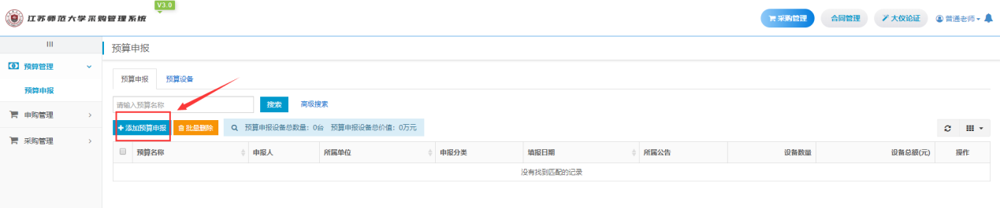 V3.0
江苏师范大学采购管理系统
采购管理 合同管理 大仪论证 普通老师
预算申报
预算管理
预算申报 预算设备
预算申报
请输入预算名称 搜索 高级搜索
申购管理
添加预算申报 批量删除 预算申报设备总数量：0台 预算申报设备总价值：0万元
采购管理
预算名称 申报人 所属单位 申报分类 填报日期 所属公告 设备数量 设备总额(元) 操作
没有找到匹配的记录